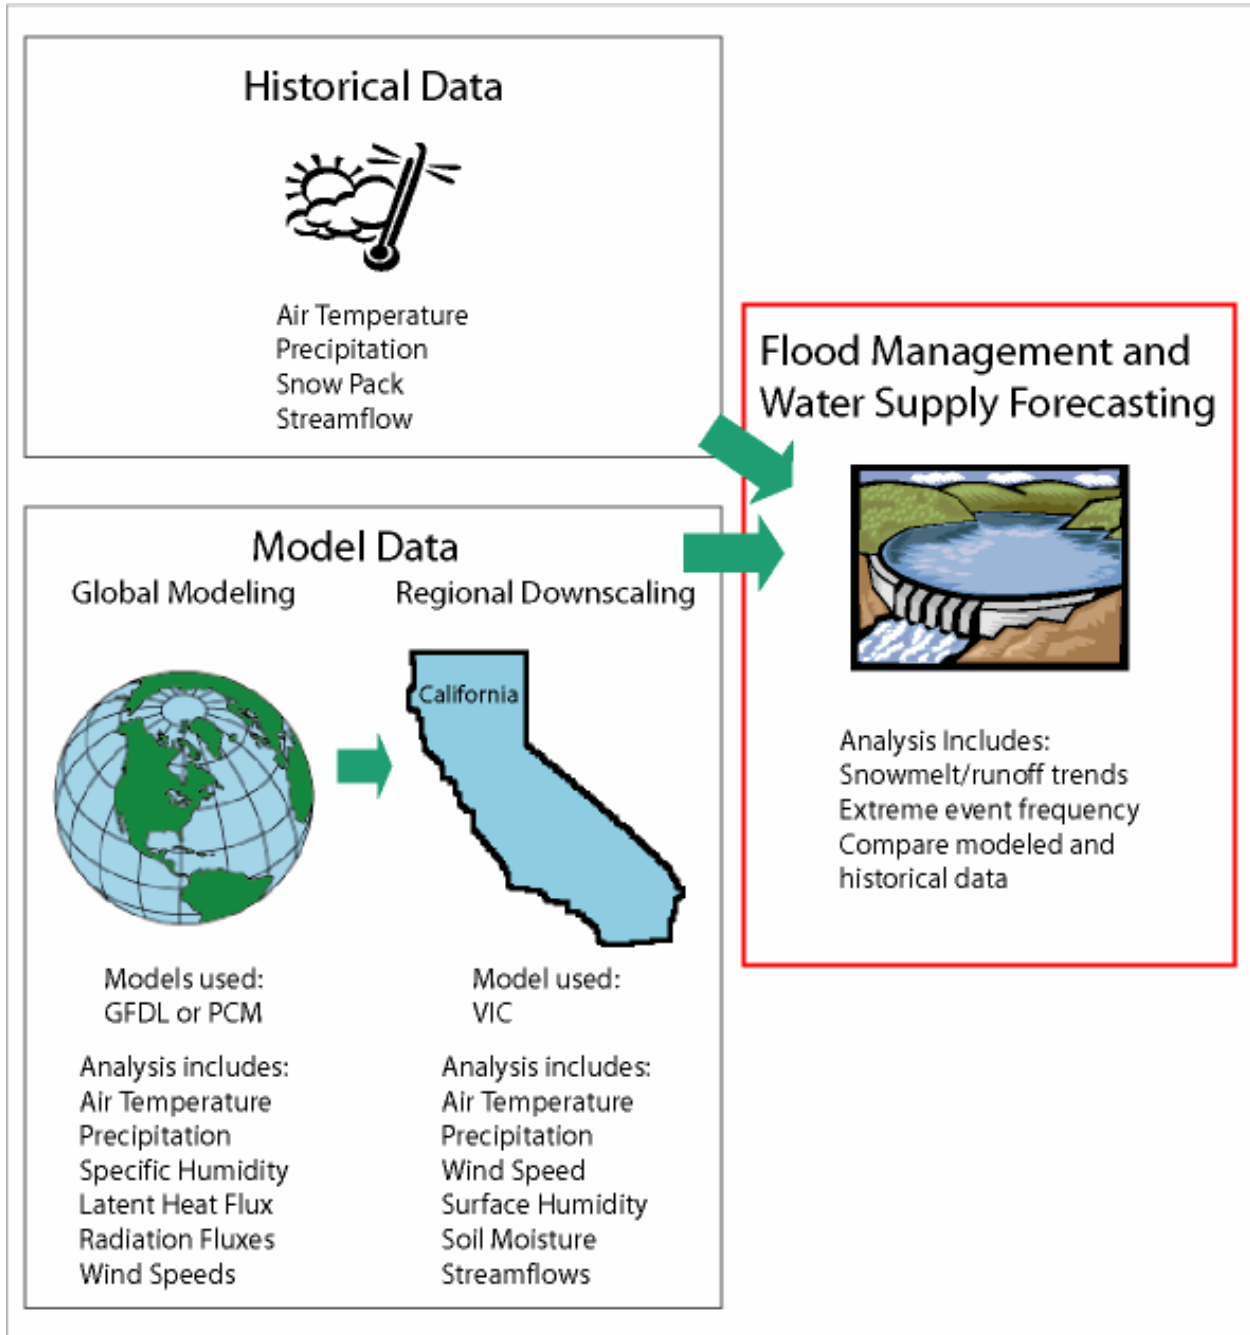 Historical Data
Air Temperature
Precipitation
Snow Pack
Streamflow
Model Data
Global Modeling
Models used:
GFDL or PCM
Analysis includes:
Air Temperature
Precipitation
Specific Humidity
Latent Heat Flux
Radiation Fluxes
Wind Speeds
Regional Downscaling
California
Model used:
VIC
Analysis includes:
Air Temperature
Precipitation
Wind Speed
Surface Humidity
Soil Moisture
Streamflows
Flood Management and
Water Supply Forecasting
Analysis Includes:
Snowmelt/runoff trends
Extreme event frequency
Compare modeled and
historical data